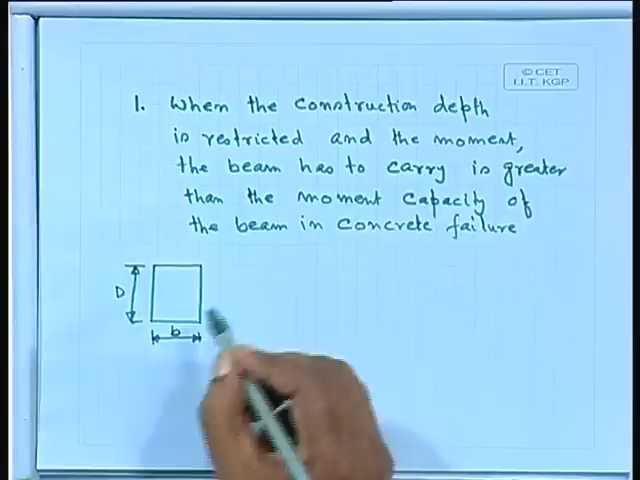 © CET
I.I.T. KGP
1. When the construction depth
is restricted and the moment,
the beam has to carry is greater
than the moment capacity of
the beam in concrete failure
D
b